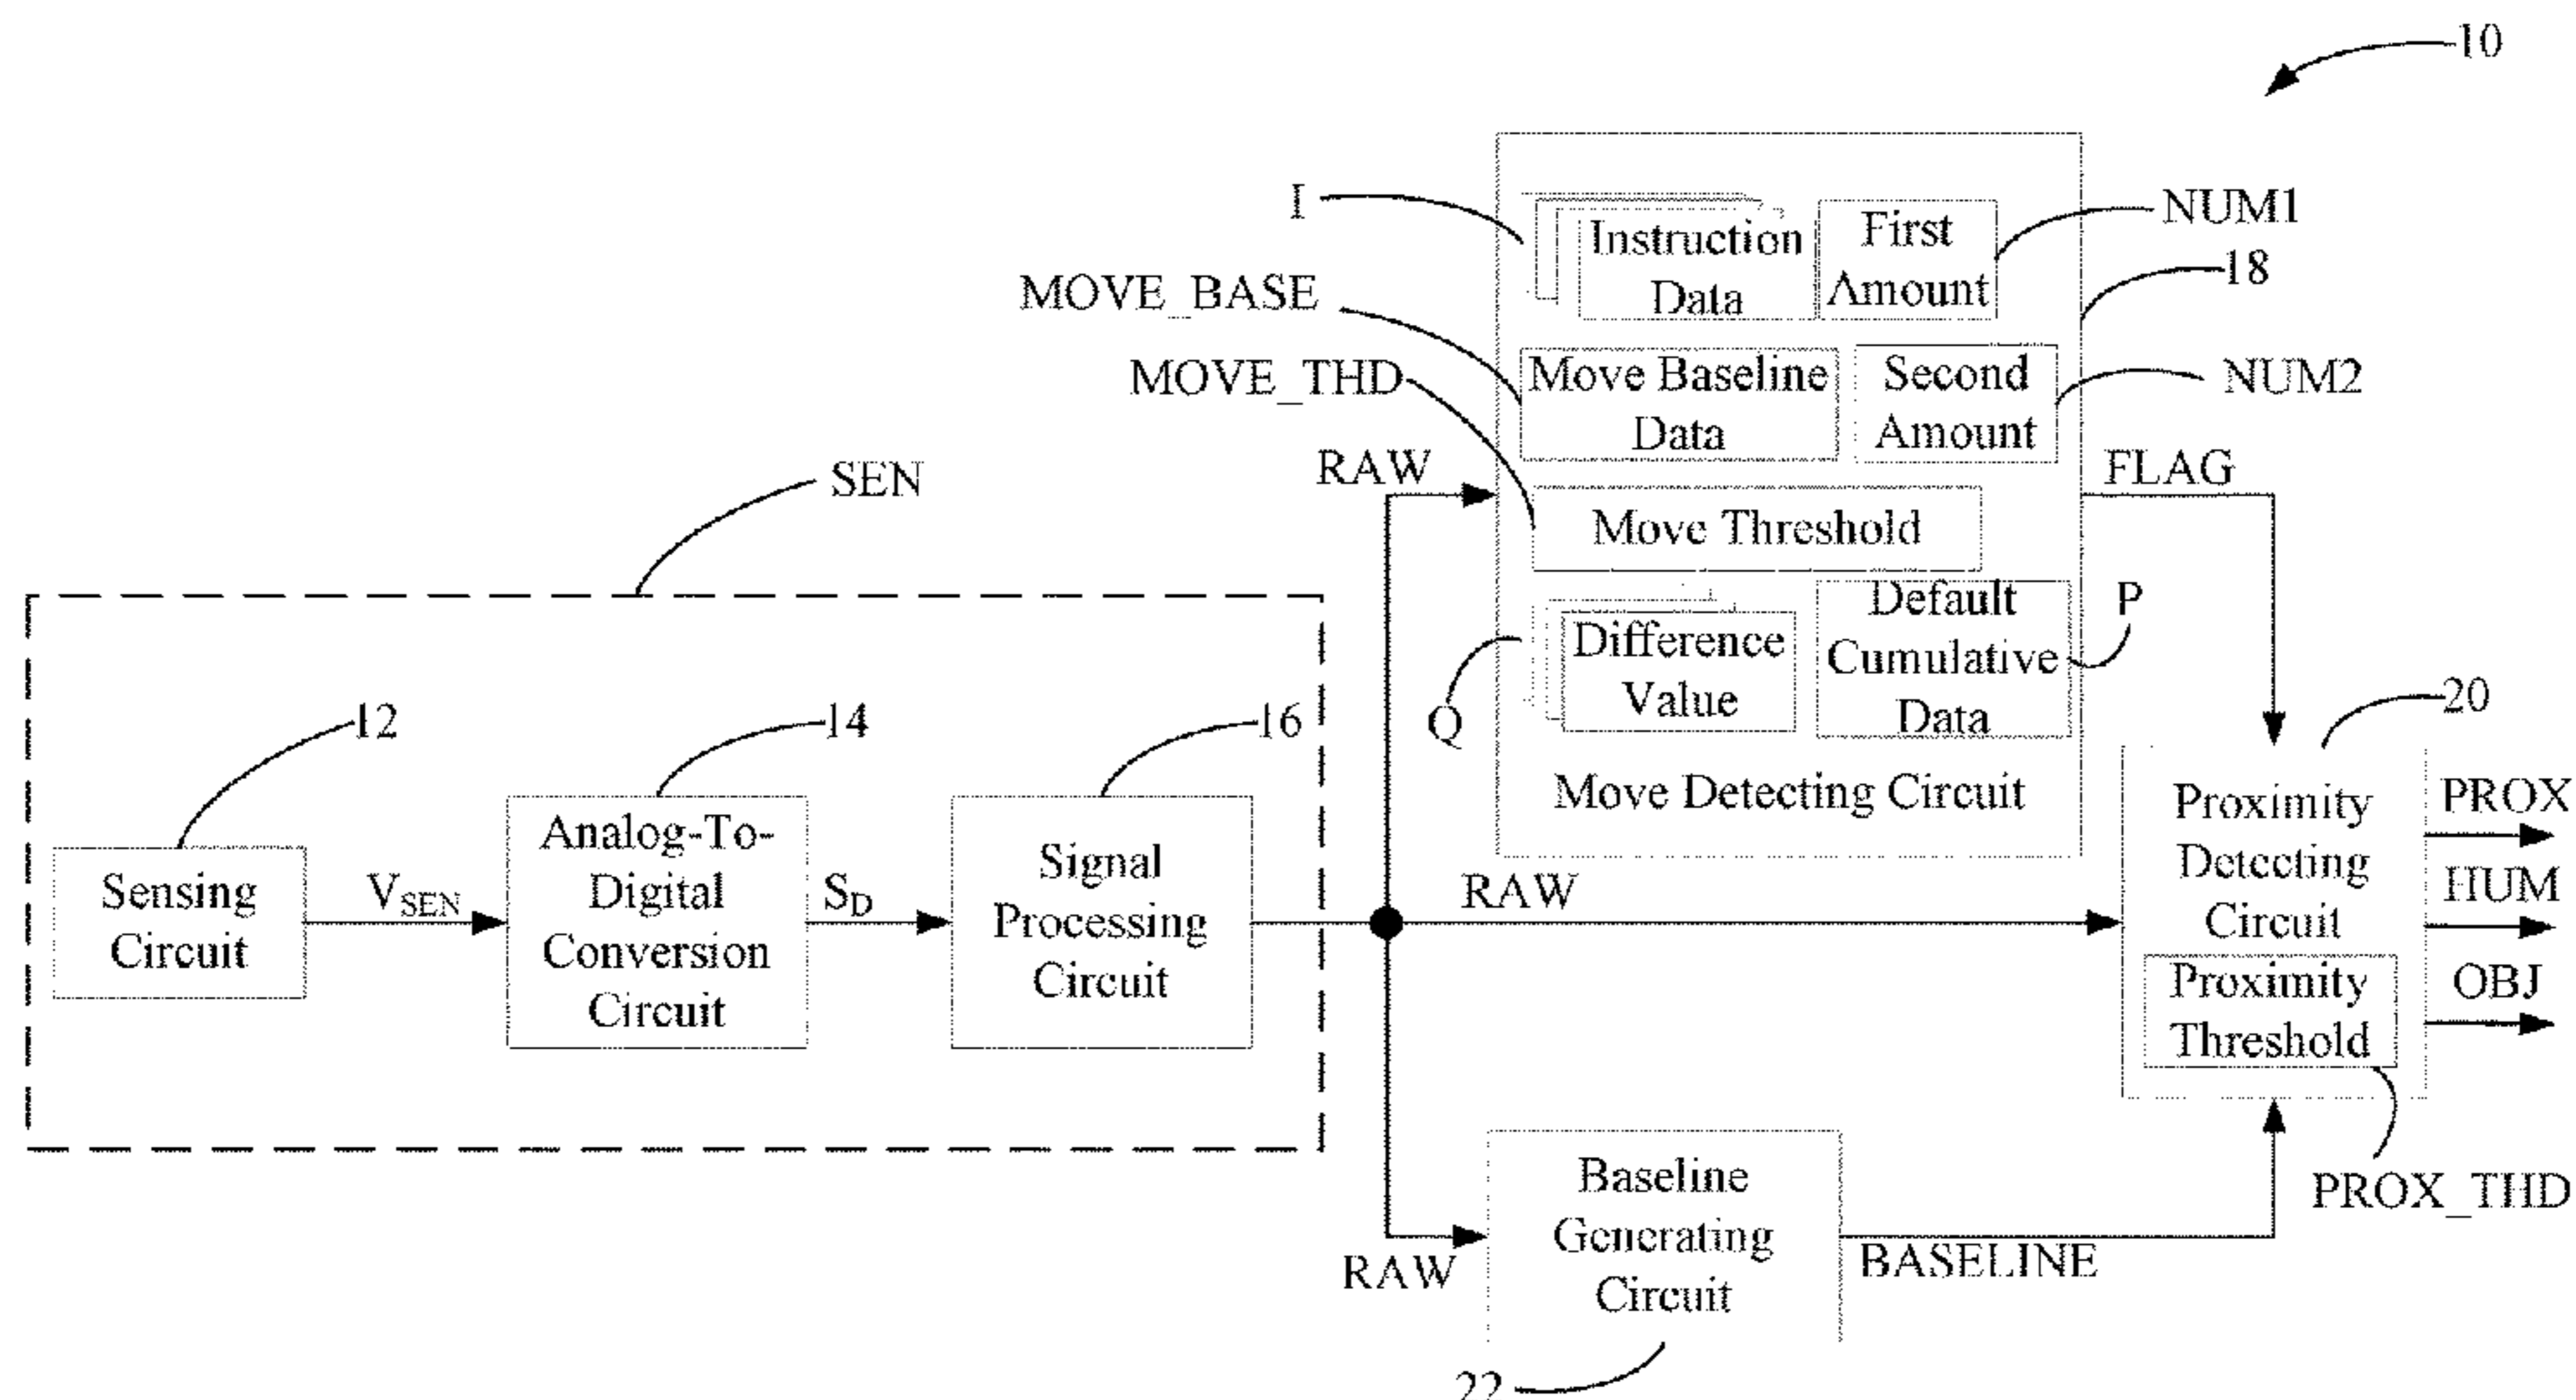 10
I
Instruction
Data
First
Amount
NUM1
18
MOVE_BASE
Move Baseline
Data
Second
Amount
NUM2
MOVE_THD
Move Threshold
RAW
FLAG
SEN
Difference
Value
Q
Default
Cumulative
Data
P
Move Detecting Circuit
12
Sensing
Circuit
VSEN
14
Analog-To-
Digital
Conversion
Circuit
SD
16
Signal
Processing
Circuit
RAW
20
Proximity
Detecting
Circuit
Proximity
Threshold
PROX
HUM
OBJ
PROX_THD
RAW
Baseline
Generating
Circuit
BASELINE
22